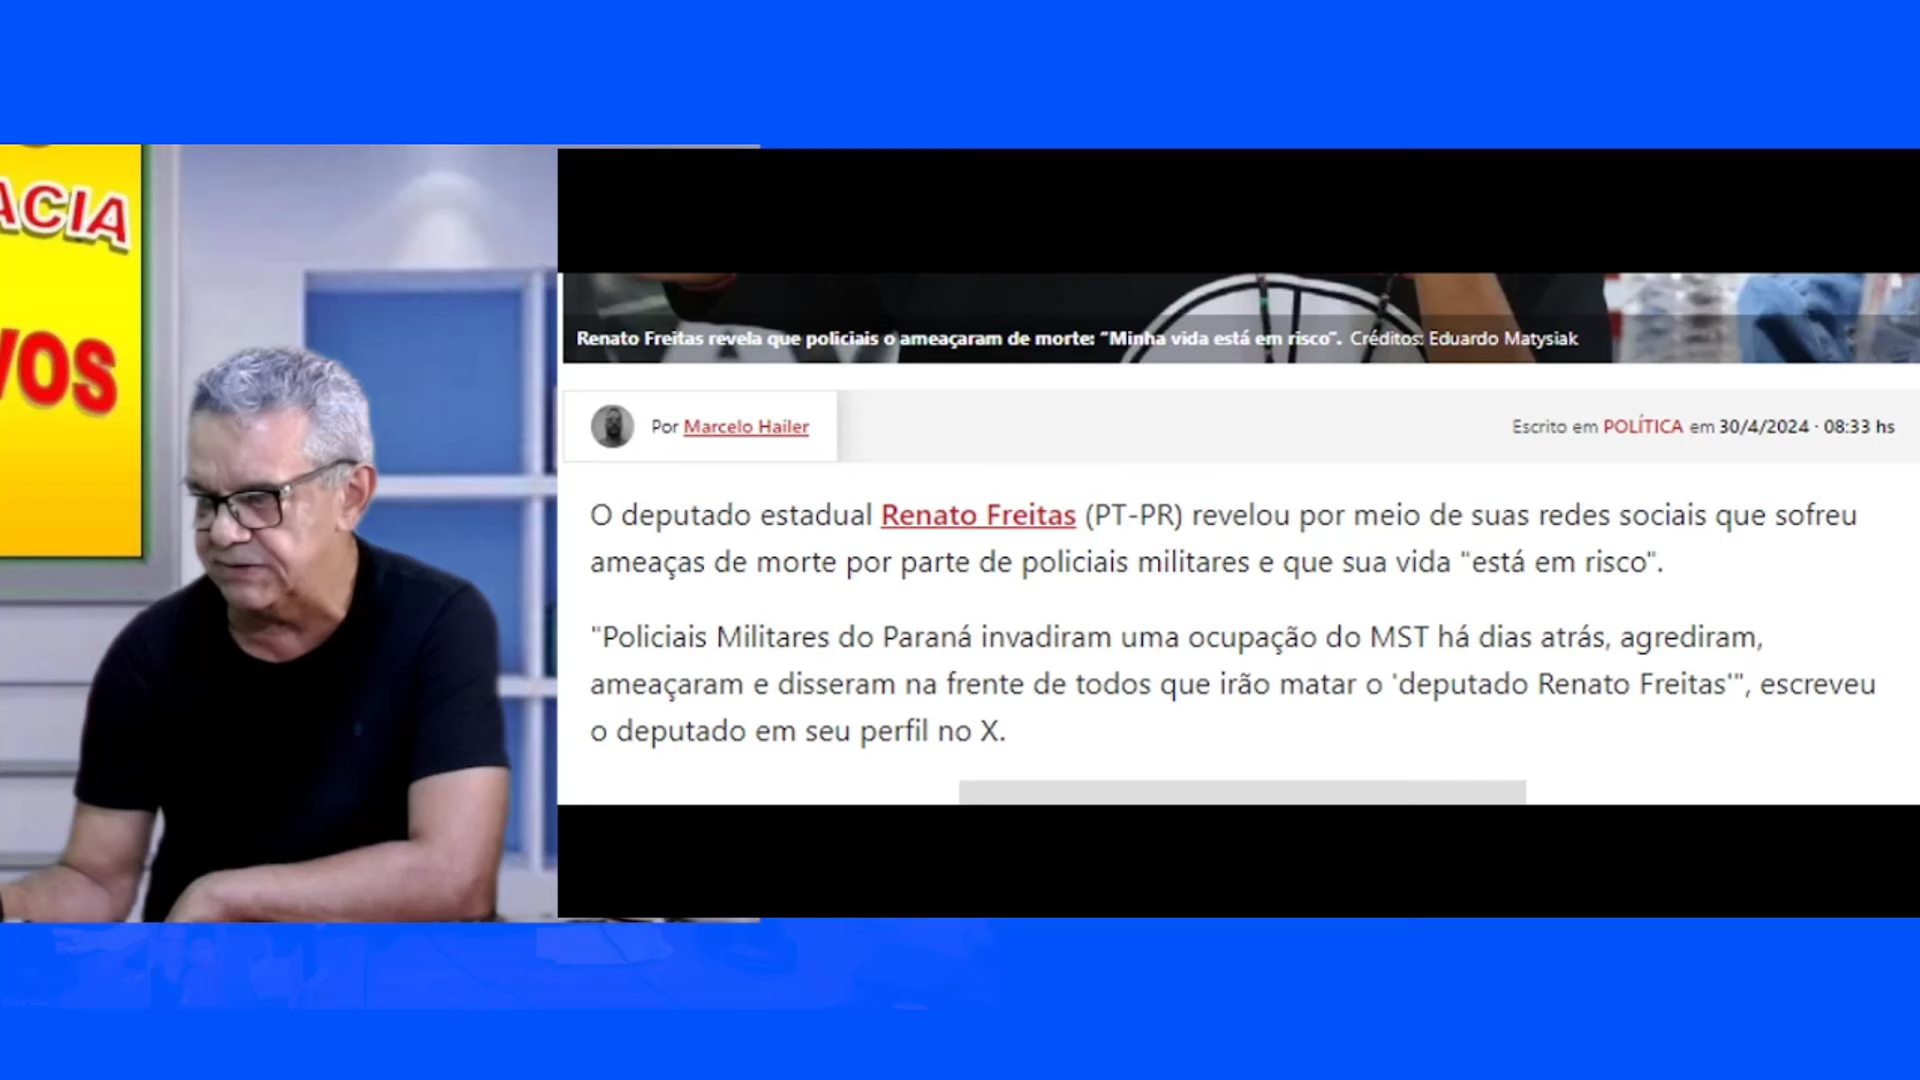 ACIA
VOS
Renato Freitas revela que policiais o ameaçaram de morte: “Minha vida está em risco”. Créditos: Eduardo Matysiak
Por Marcelo Hailer
Escrito em POLÍTICA em 30/4/2024 · 08:33 hs
O deputado estadual Renato Freitas (PT-PR) revelou por meio de suas redes sociais que sofreu
ameaças de morte por parte de policiais militares e que sua vida "está em risco".
"Policiais Militares do Paraná invadiram uma ocupação do MST há dias atrás, agrediram,
ameaçaram e disseram na frente de todos que irão matar o 'deputado Renato Freitas'", escreveu
o deputado em seu perfil no X.